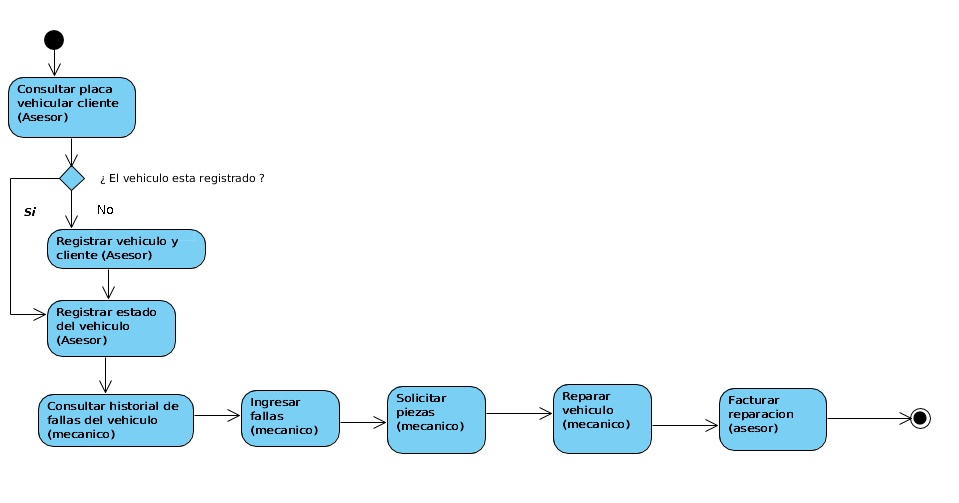 Consultar placa
vehicular cliente
(Asesor)
¿ El vehiculo esta registrado ?
Si
No
Registrar vehiculo y
cliente (Asesor)
Registrar estado
del vehiculo
(Asesor)
Consultar historial de
fallas del vehiculo
(mecanico)
Ingresar
fallas
(mecanico)
Solicitar
piezas
(mecanico)
Reparar
vehiculo
(mecanico)
Facturar
reparacion
(asesor)